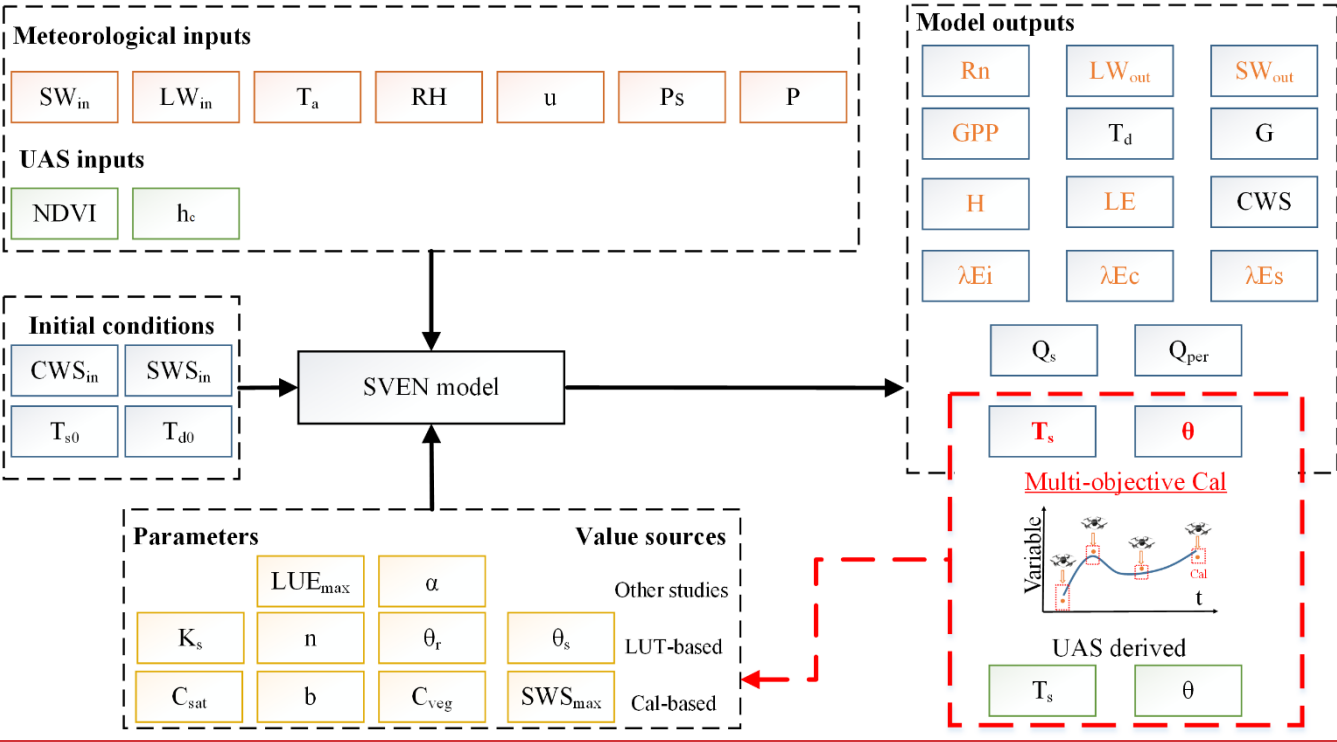 Meteorological inputs
SWin LWin Ta RH u Ps P
UAS inputs
NDVI hc
Initial conditions
CWSin SWSin
Ts0 Td0
SVEN model
Parameters Value sources
LUEmax α Other studies
Ks n θr θs LUT-based
Csat b Cveg SWSmax Cal-based
Model outputs
Rn LWout SWout
GPP Td G
H LE CWS
λEi λEc λEs
Qs Qper
Ts θ
Multi-objective Cal
Variable
Cal
t
UAS derived
Ts θ